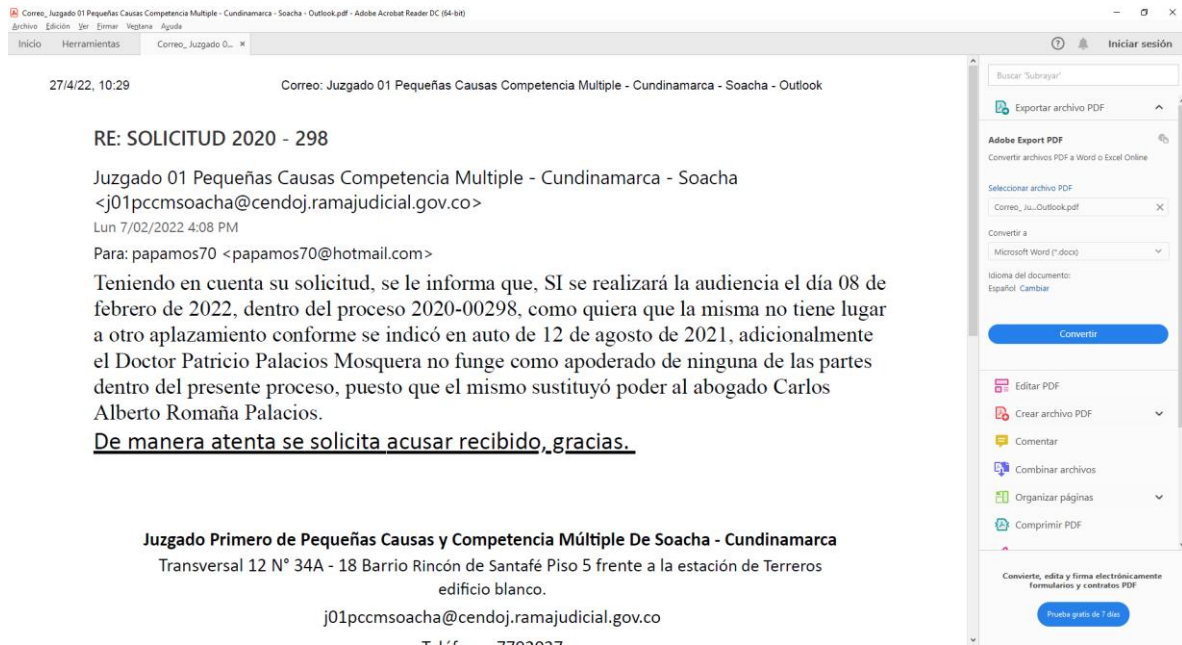 Correo_ Juzgado 01 Pequeñas Causas Competencia Multiple - Cundinamarca - Soacha - Outlook.pdf - Adobe Acrobat Reader DC (64-bit)
Archivo Edición Ver Firmar Ventana Ayuda
Inicio Herramientas Correo_ Juzgado 0... × Iniciar sesión
27/4/22, 10:29 Correo: Juzgado 01 Pequeñas Causas Competencia Multiple - Cundinamarca - Soacha - Outlook
RE: SOLICITUD 2020 - 298
Juzgado 01 Pequeñas Causas Competencia Multiple - Cundinamarca - Soacha
<j01pccmsoacha@cendoj.ramajudicial.gov.co>
Lun 7/02/2022 4:08 PM
Para: papamos70 <papamos70@hotmail.com>
Teniendo en cuenta su solicitud, se le informa que, SI se realizará la audiencia el día 08 de
febrero de 2022, dentro del proceso 2020-00298, como quiera que la misma no tiene lugar
a otro aplazamiento conforme se indicó en auto de 12 de agosto de 2021, adicionalmente
el Doctor Patricio Palacios Mosquera no funge como apoderado de ninguna de las partes
dentro del presente proceso, puesto que el mismo sustituyó poder al abogado Carlos
Alberto Romaña Palacios.
De manera atenta se solicita acusar recibido, gracias.
Juzgado Primero de Pequeñas Causas y Competencia Múltiple De Soacha - Cundinamarca
Transversal 12 N° 34A - 18 Barrio Rincón de Santafé Piso 5 frente a la estación de Terreros
edificio blanco.
j01pccmsoacha@cendoj.ramajudicial.gov.co
Buscar 'Subrayar'
Exportar archivo PDF
Adobe Export PDF
Convertir archivos PDF a Word o Excel Online
Seleccionar archivo PDF
Correo_ Ju...Outlook.pdf
Convertir a
Microsoft Word (*.docx)
Idioma del documento:
Español Cambiar
Convertir
Editar PDF
Crear archivo PDF
Comentar
Combinar archivos
Organizar páginas
Comprimir PDF
Convierte, edita y firma electrónicamente
formularios y contratos PDF
Prueba gratis de 7 días